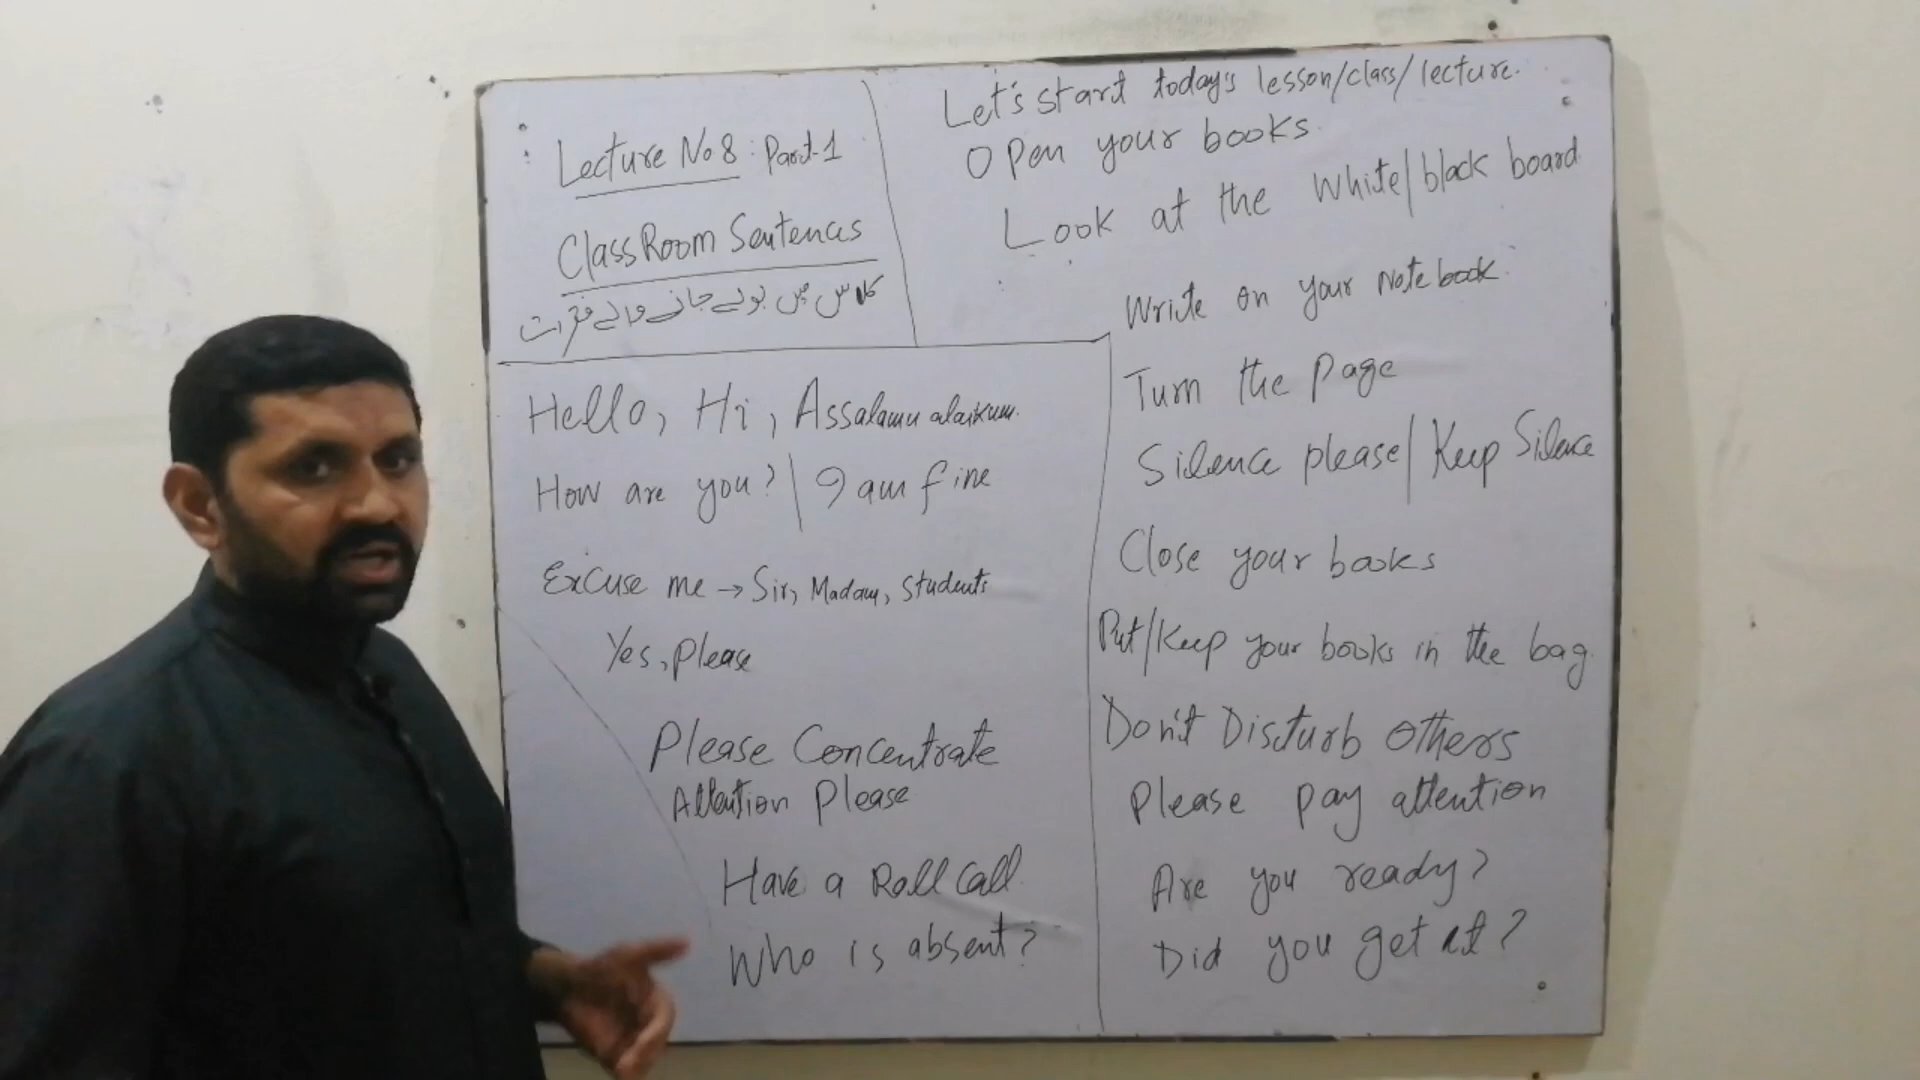 Lecture No 8 : Part-1
ClassRoom Sentences
کلاس میں بولے جانے والے فقرات
Hello, Hi, Assalamu alaikum.
How are you? | I am fine
Excuse me → Sir, Madam, Students
Yes, Please
Please Concentrate
Attention Please
Have a Roll Call
Who is absent?
Let's start today's lesson/class/lecture.
Open your books.
Look at the White/black board
Write on your Note book.
Turn the Page
Silence please/Keep Silence
Close your books
Put/Keep your books in the bag.
Don't Disturb Others
Please pay attention
Are you ready?
Did you get it?